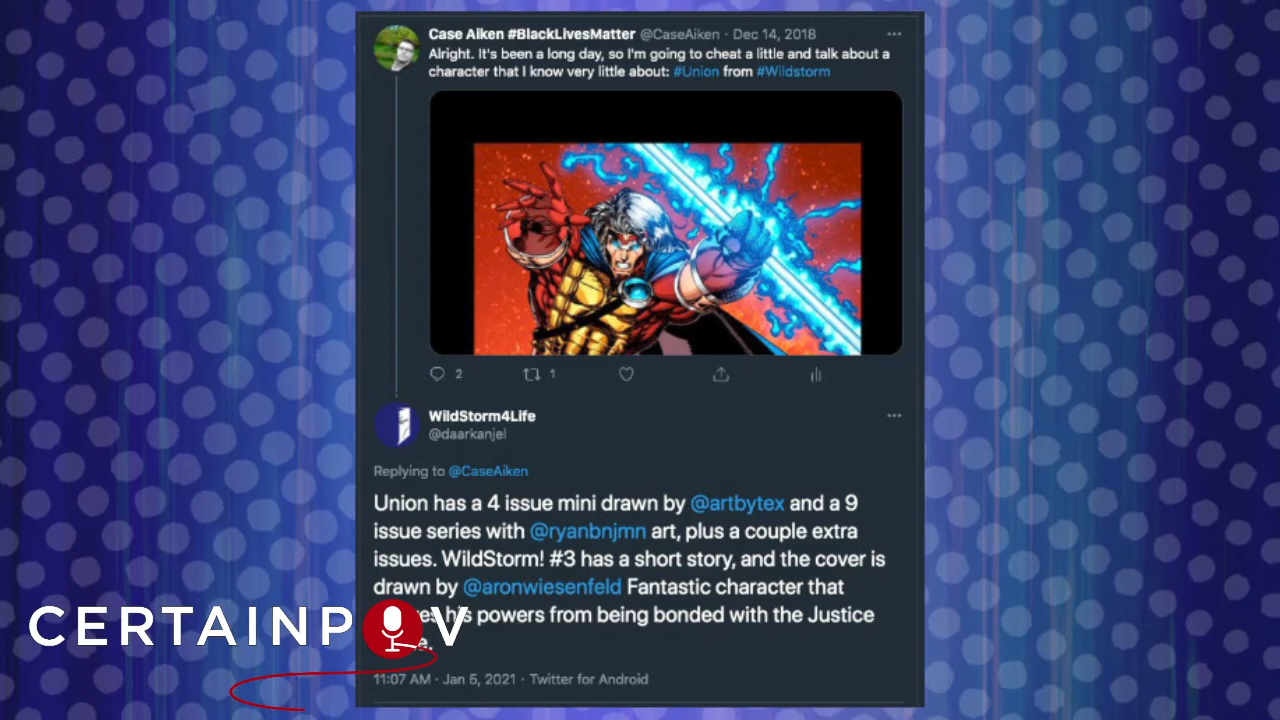 Case Aiken #BlackLivesMatter @CaseAiken · Dec 14, 2018
Alright. It's been a long day, so I'm going to cheat a little and talk about a
character that I know very little about: #Union from #Wildstorm
2 1
WildStorm4Life
@daarkanjel
Replying to @CaseAiken
Union has a 4 issue mini drawn by @artbytex and a 9
issue series with @ryanbnjmn art, plus a couple extra
issues. WildStorm! #3 has a short story, and the cover is
drawn by @aronwiesenfeld Fantastic character that
his powers from being bonded with the Justice
11:07 AM · Jan 5, 2021 · Twitter for Android
CERTAINPOV